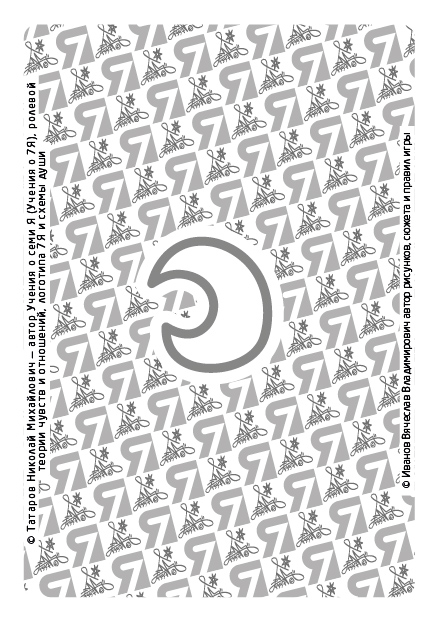 © Татаров Николай Михайлович — автор Учения о семи Я (Учения о 7Я), ролевой
теории чувств и отношений, логотипа 7Я и схемы души
© Иванов Вячеслав Владимирович автор рисунков, сюжета и правил игры